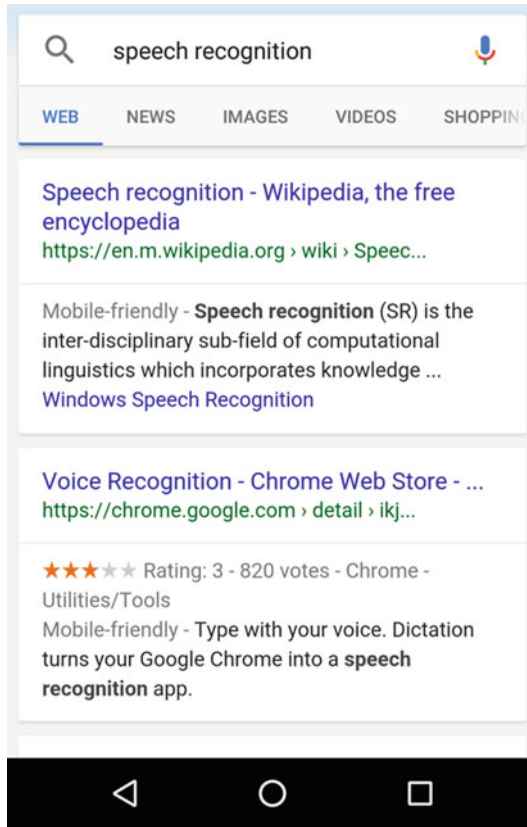 speech recognition
WEB NEWS IMAGES VIDEOS SHOPPIN
Speech recognition - Wikipedia, the free
encyclopedia
https://en.m.wikipedia.org › wiki › Speec...
Mobile-friendly - Speech recognition (SR) is the
inter-disciplinary sub-field of computational
linguistics which incorporates knowledge ...
Windows Speech Recognition
Voice Recognition - Chrome Web Store - ...
https://chrome.google.com › detail › ikj...
★★★★★ Rating: 3 - 820 votes - Chrome -
Utilities/Tools
Mobile-friendly - Type with your voice. Dictation
turns your Google Chrome into a speech
recognition app.